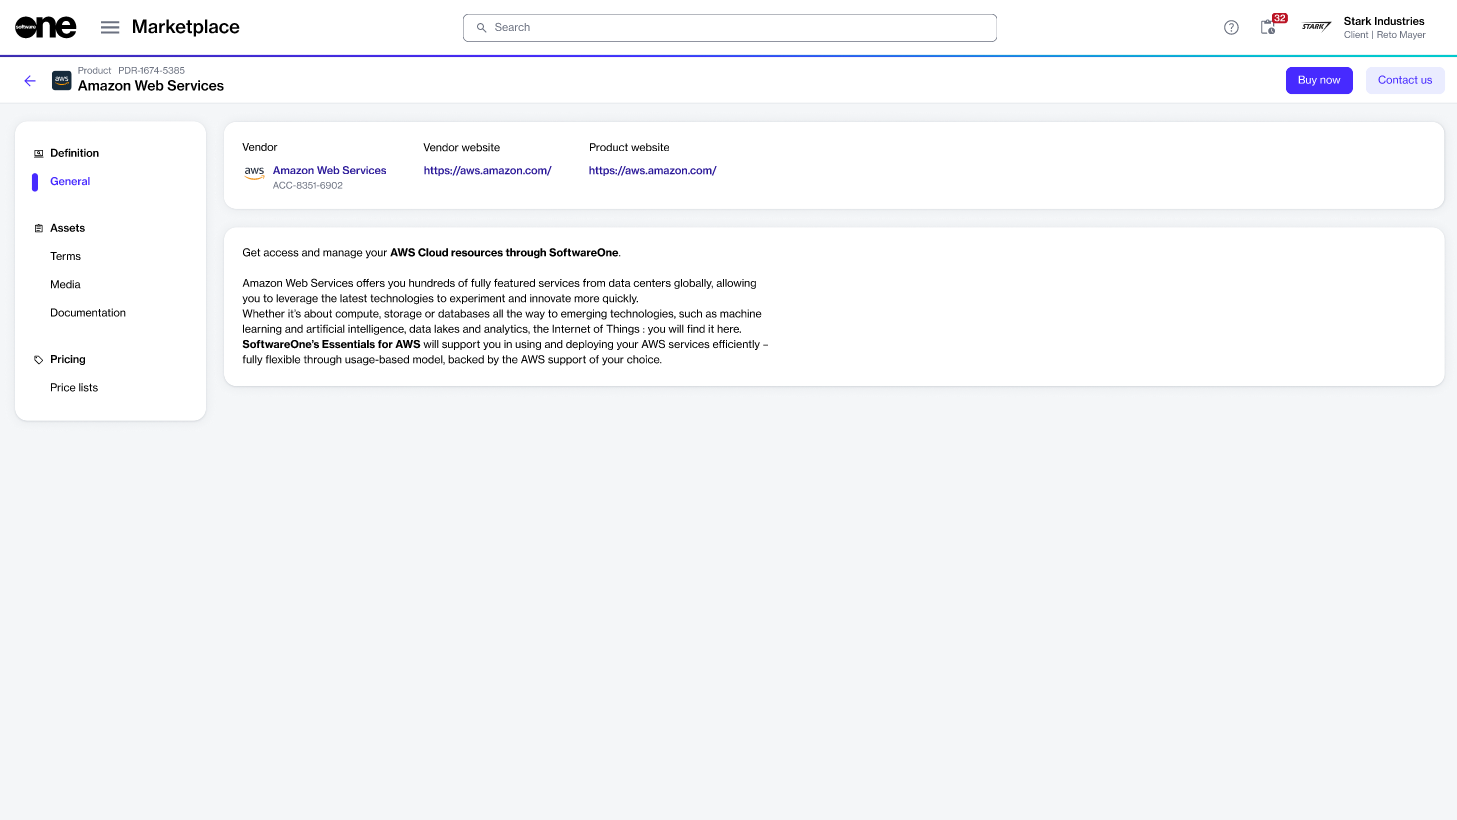 software one
Marketplace
Search
32
STARK
Stark Industries
Client | Reto Mayer
aws
Product PDR-1674-5385
Amazon Web Services
Buy now
Contact us
Definition
General
Assets
Terms
Media
Documentation
Pricing
Price lists
Vendor
Vendor website
Product website
aws
Amazon Web Services
ACC-8351-6902
https://aws.amazon.com/
https://aws.amazon.com/
Get access and manage your AWS Cloud resources through SoftwareOne.
Amazon Web Services offers you hundreds of fully featured services from data centers globally, allowing
you to leverage the latest technologies to experiment and innovate more quickly.
Whether it's about compute, storage or databases all the way to emerging technologies, such as machine
learning and artificial intelligence, data lakes and analytics, the Internet of Things : you will find it here.
SoftwareOne's Essentials for AWS will support you in using and deploying your AWS services efficiently –
fully flexible through usage-based model, backed by the AWS support of your choice.